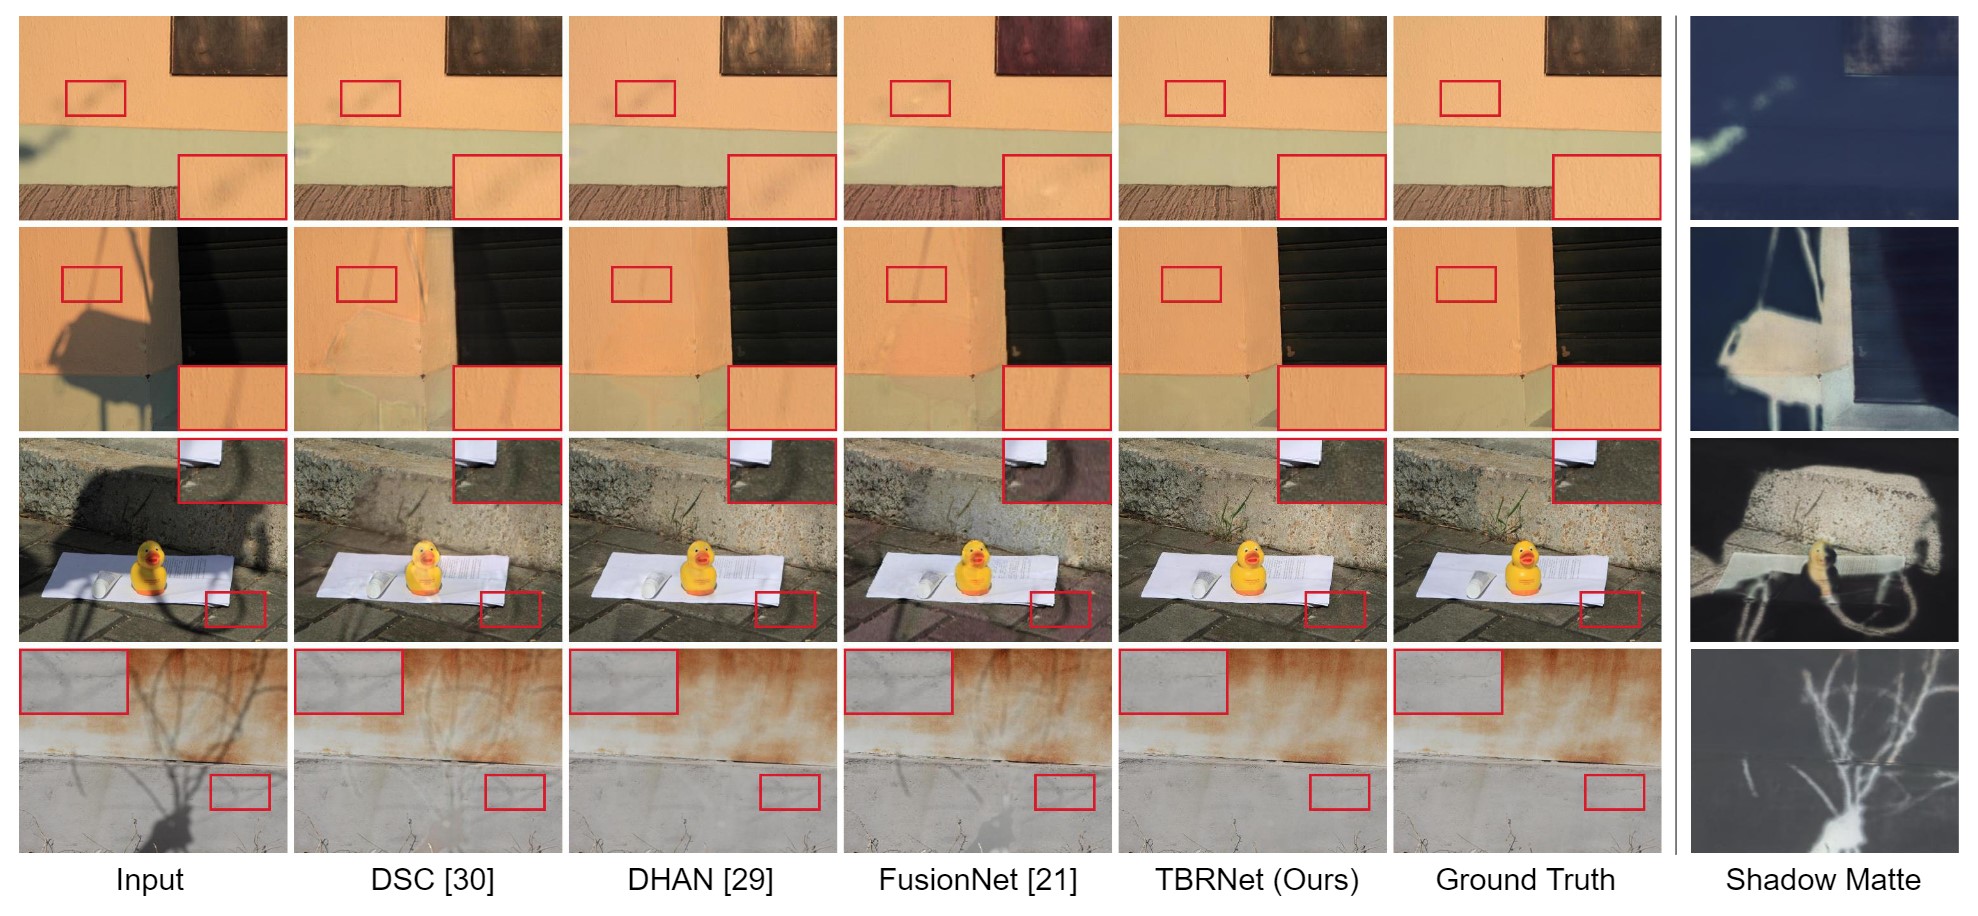 Input
DSC [30]
DHAN [29]
FusionNet [21]
TBRNet (Ours)
Ground Truth
Shadow Matte